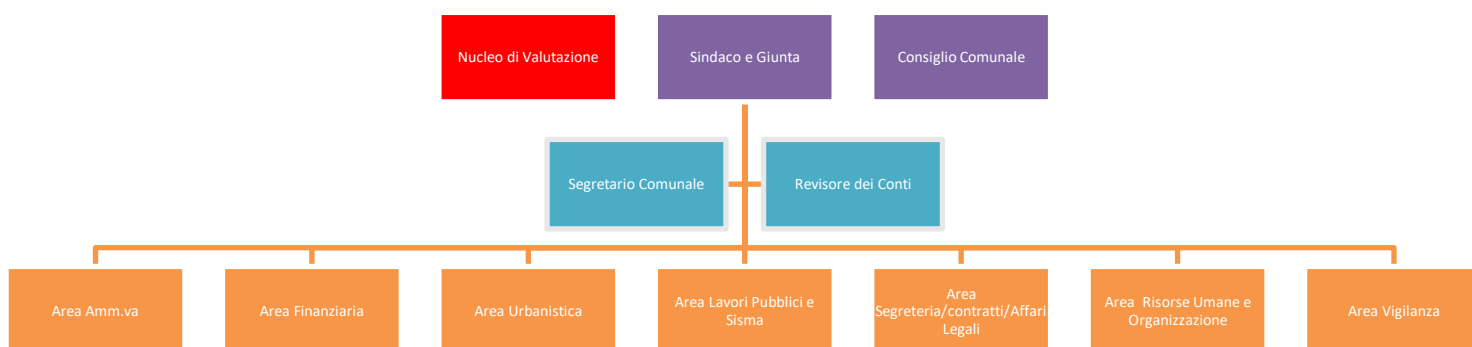 Nucleo di Valutazione
Sindaco e Giunta
Consiglio Comunale
Segretario Comunale
Revisore dei Conti
Area Amm.va
Area Finanziaria
Area Urbanistica
Area Lavori Pubblici e
Sisma
Area
Segreteria/contratti/Affari
Legali
Area Risorse Umane e
Organizzazione
Area Vigilanza